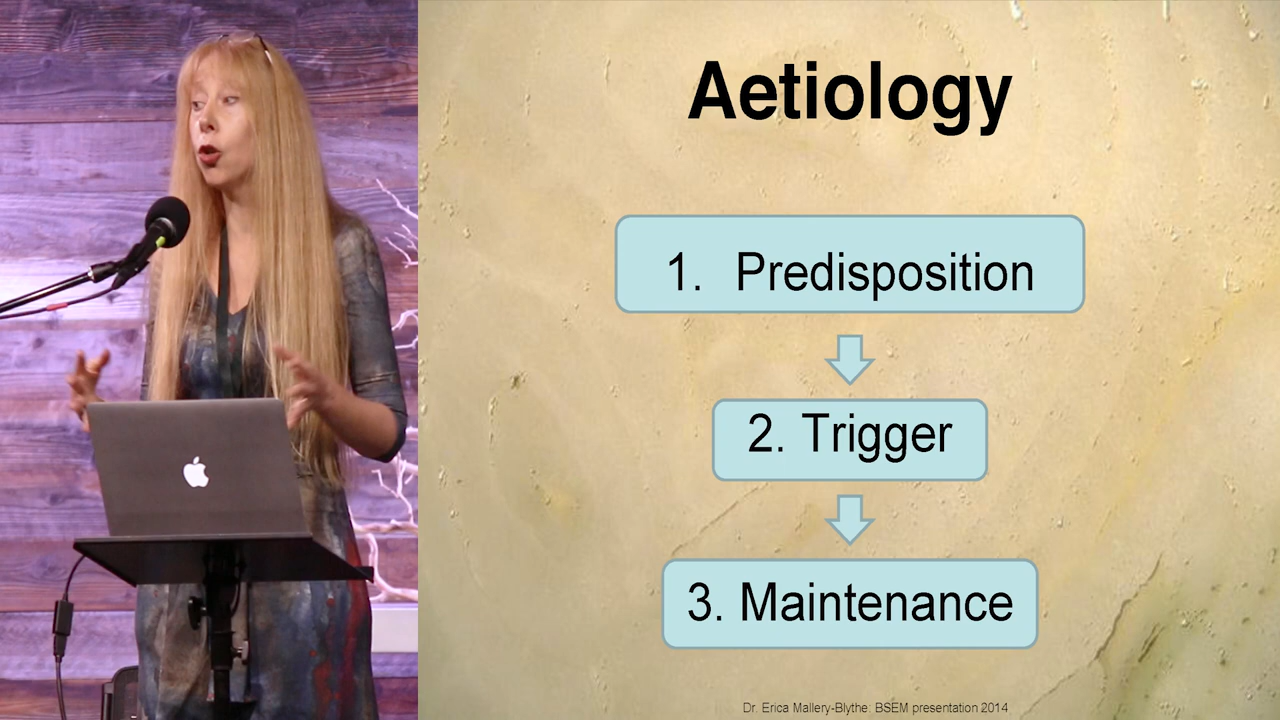 Aetiology
1. Predisposition
2. Trigger
3. Maintenance
Dr. Erica Mallery-Blythe: BSEM presentation 2014